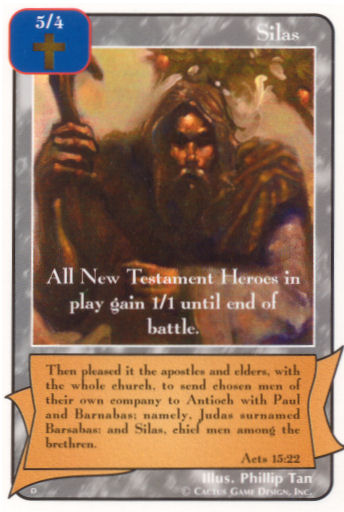 5/4
Silas
All New Testament Heroes in
play gain 1/1 until end of
battle.
Then pleased it the apostles and elders, with
the whole church, to send chosen men of
their own company to Antioch with Paul
and Barnabas; namely, Judas surnamed
Barsabas; and Silas, chief men among the
brethren.
Acts 15:22
Illus. Phillip Tan
D
© Cactus Game Design, Inc.